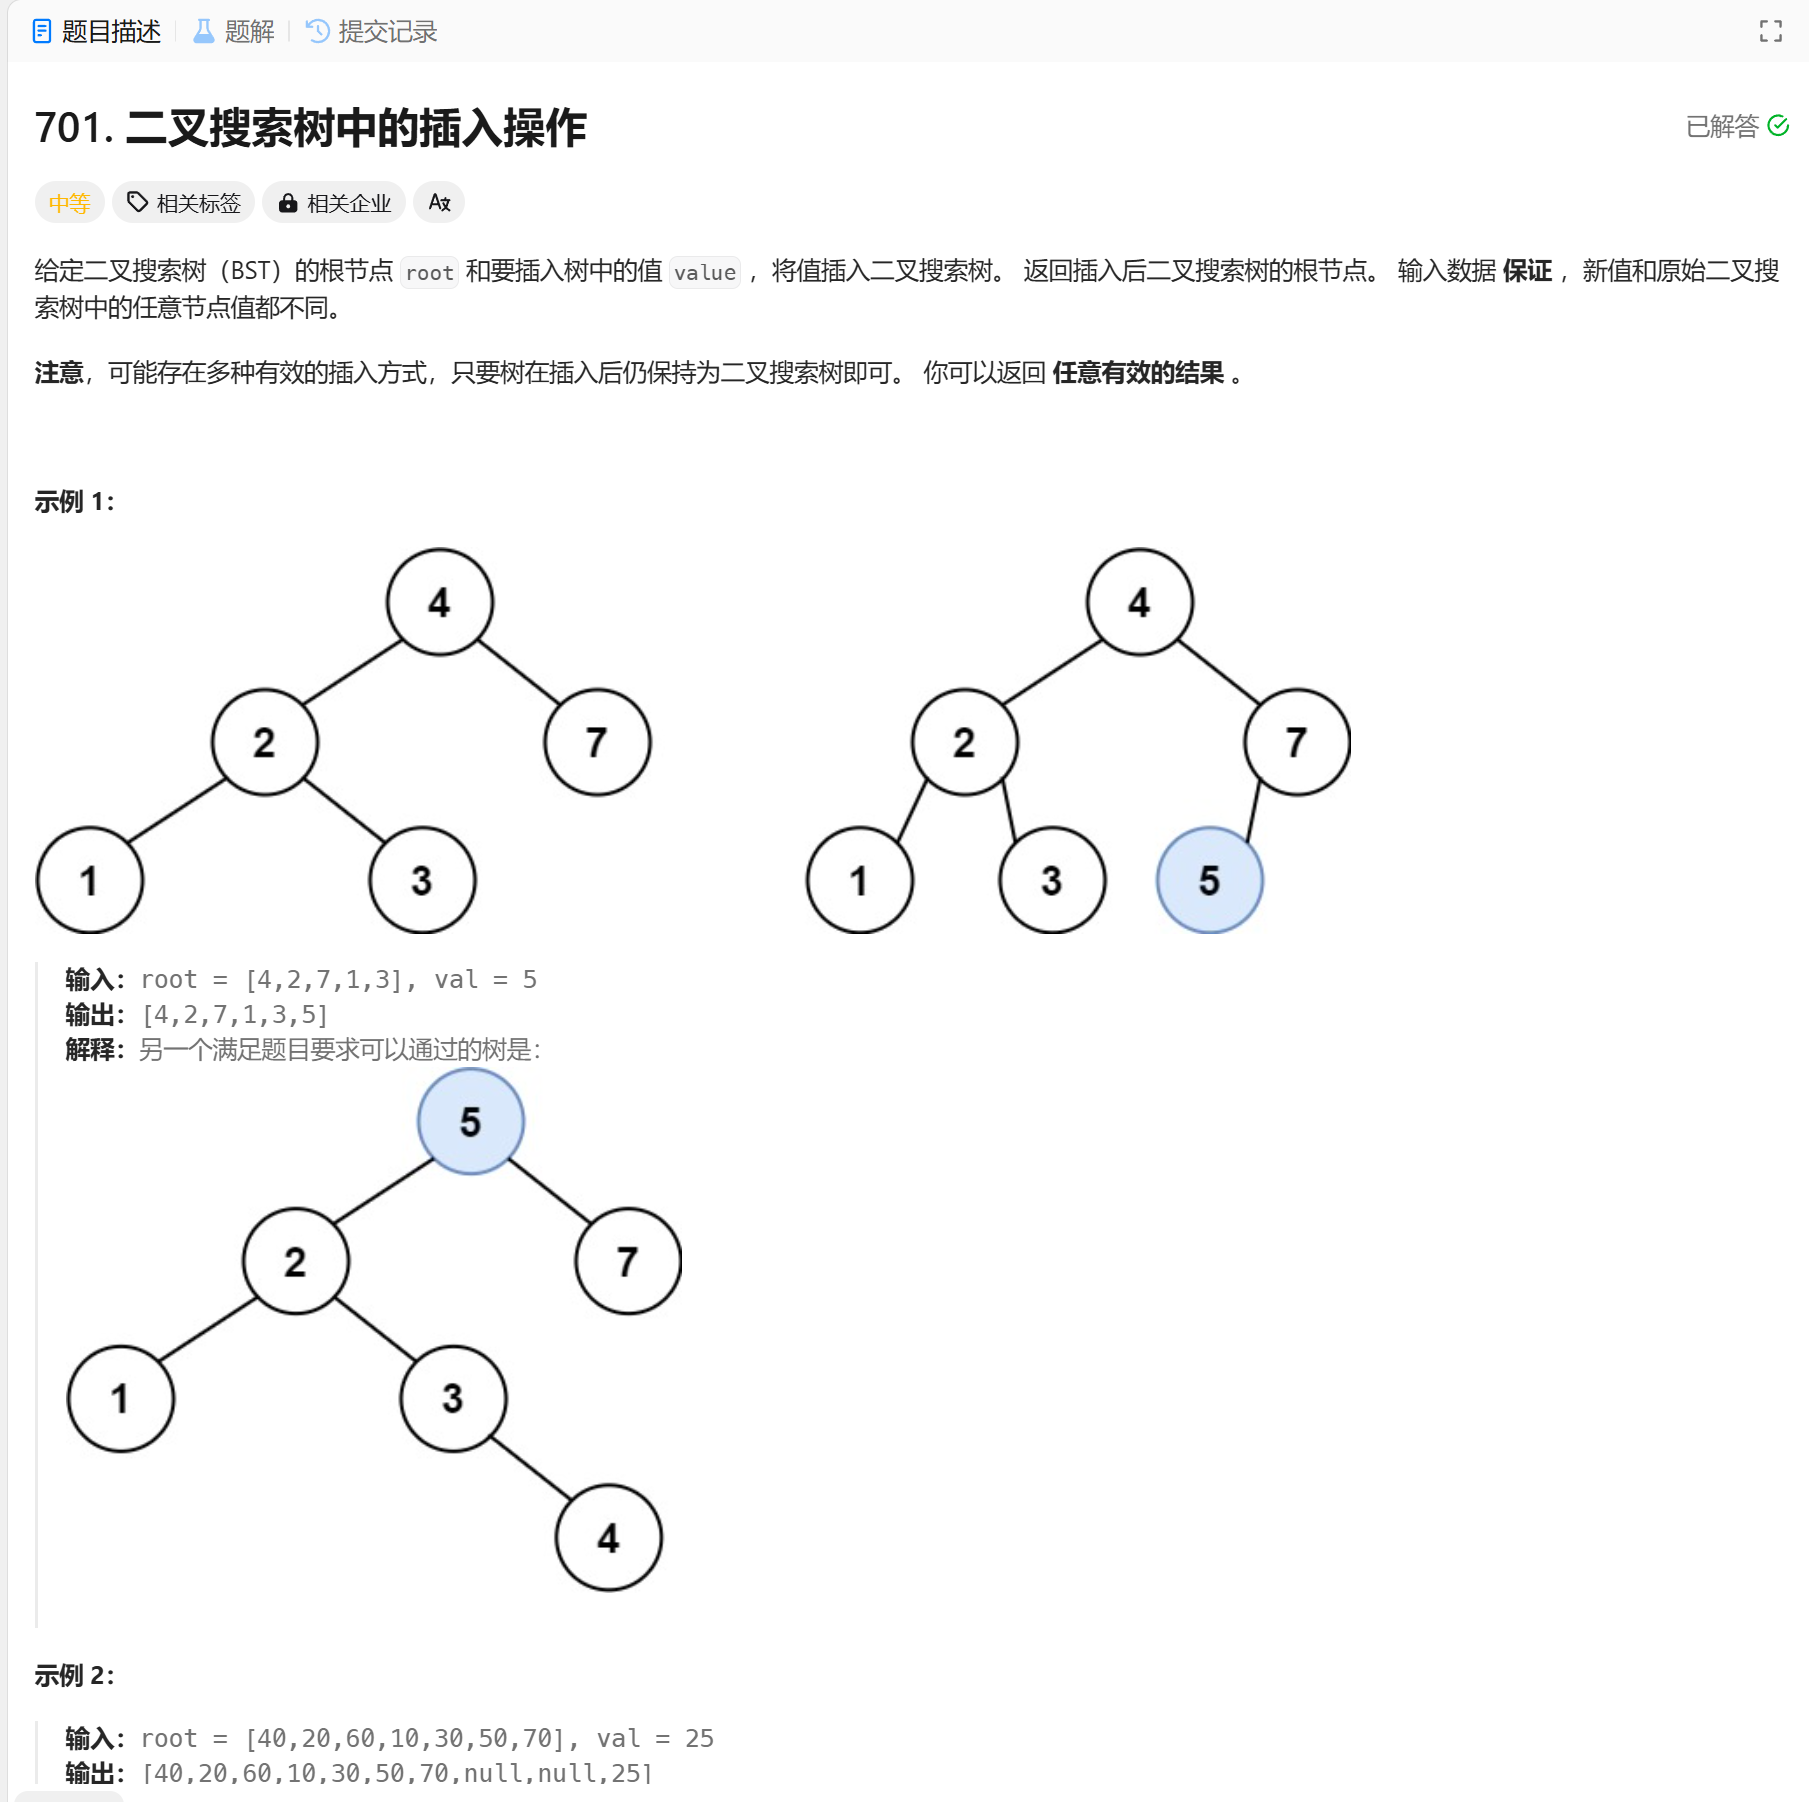 题目描述 题解 提交记录
701. 二叉搜索树中的插入操作 已解答
中等 相关标签 相关企业 Ax
给定二叉搜索树（BST）的根节点 root 和要插入树中的值 value ，将值插入二叉搜索树。 返回插入后二叉搜索树的根节点。 输入数据 保证 ，新值和原始二叉搜
索树中的任意节点值都不同。
注意，可能存在多种有效的插入方式，只要树在插入后仍保持为二叉搜索树即可。 你可以返回 任意有效的结果 。
示例 1：
4 4
2 7 2 7
1 3 1 3 5
输入：root = [4,2,7,1,3], val = 5
输出：[4,2,7,1,3,5]
解释：另一个满足题目要求可以通过的树是：
5
2 7
1 3
4
示例 2：
输入：root = [40,20,60,10,30,50,70], val = 25
输出：[40,20,60,10,30,50,70,null,null,25]